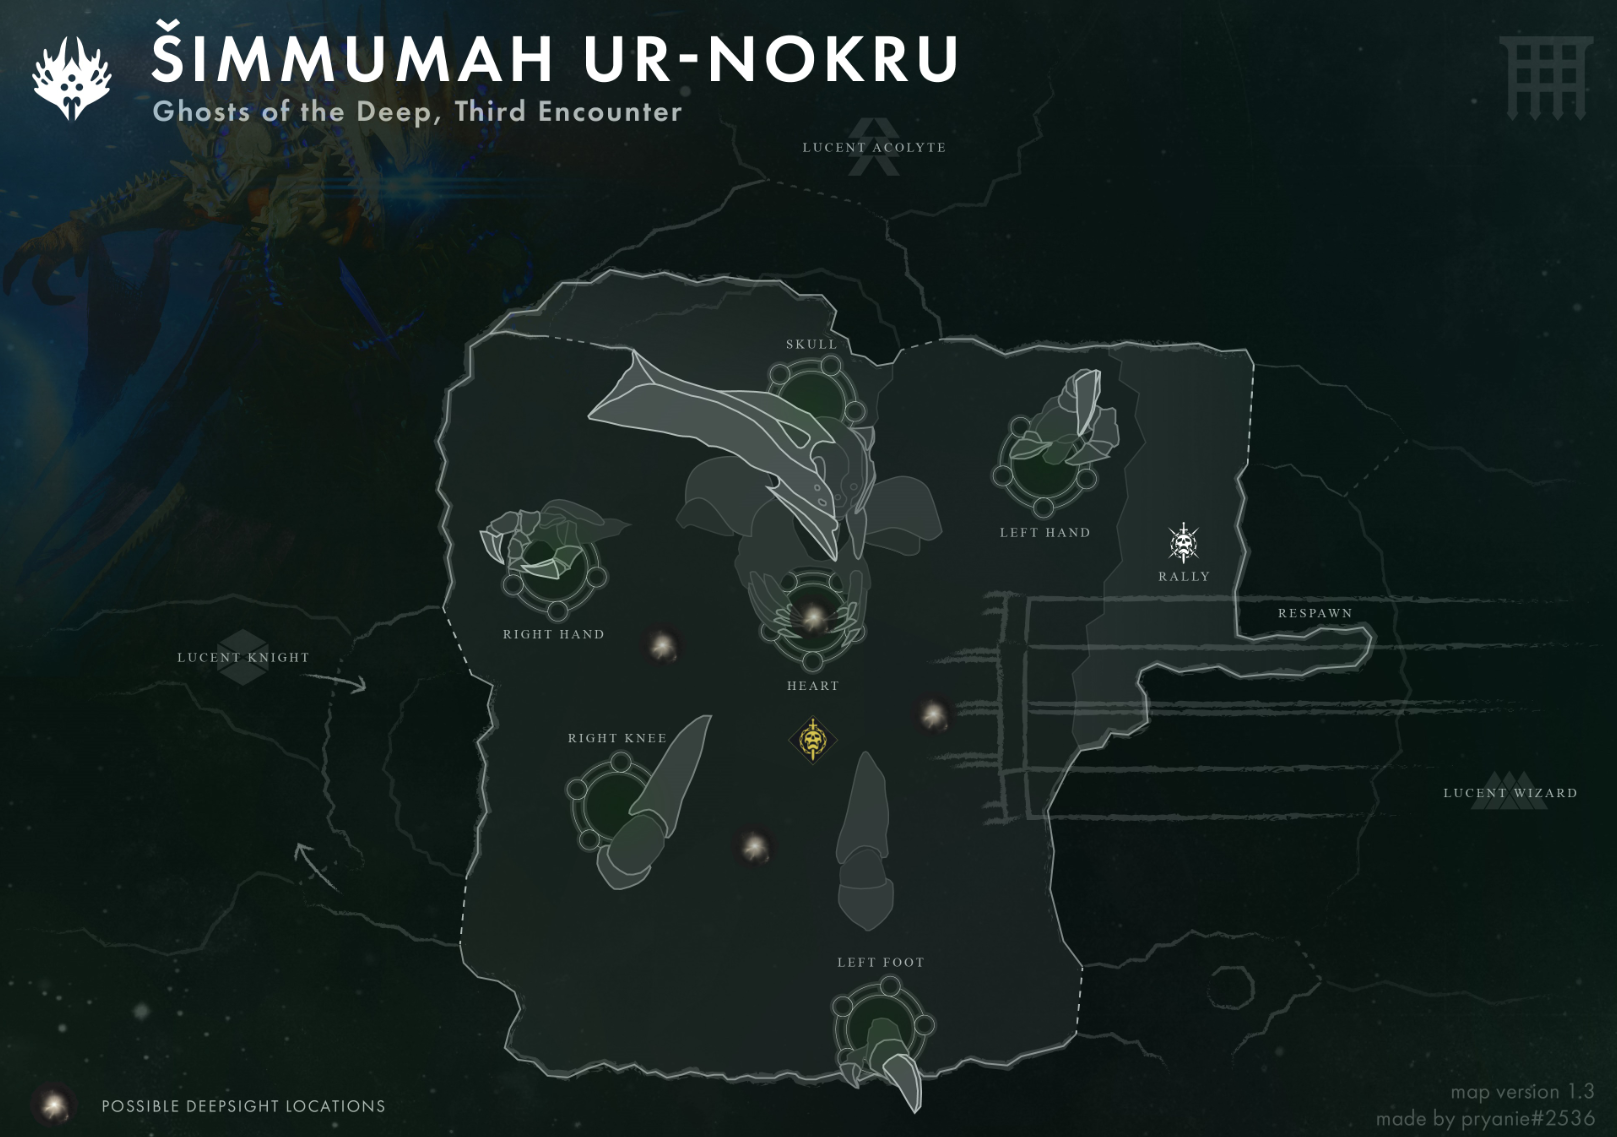 ŠIMMUMAH UR-NOKRU
Ghosts of the Deep, Third Encounter
LUCENT ACOLYTE
SKULL
LEFT HAND
RALLY
RESPAWN
RIGHT HAND
LUCENT KNIGHT
HEART
RIGHT KNEE
LUCENT WIZARD
LEFT FOOT
POSSIBLE DEEPSIGHT LOCATIONS
map version 1.3
made by pryanie#2536